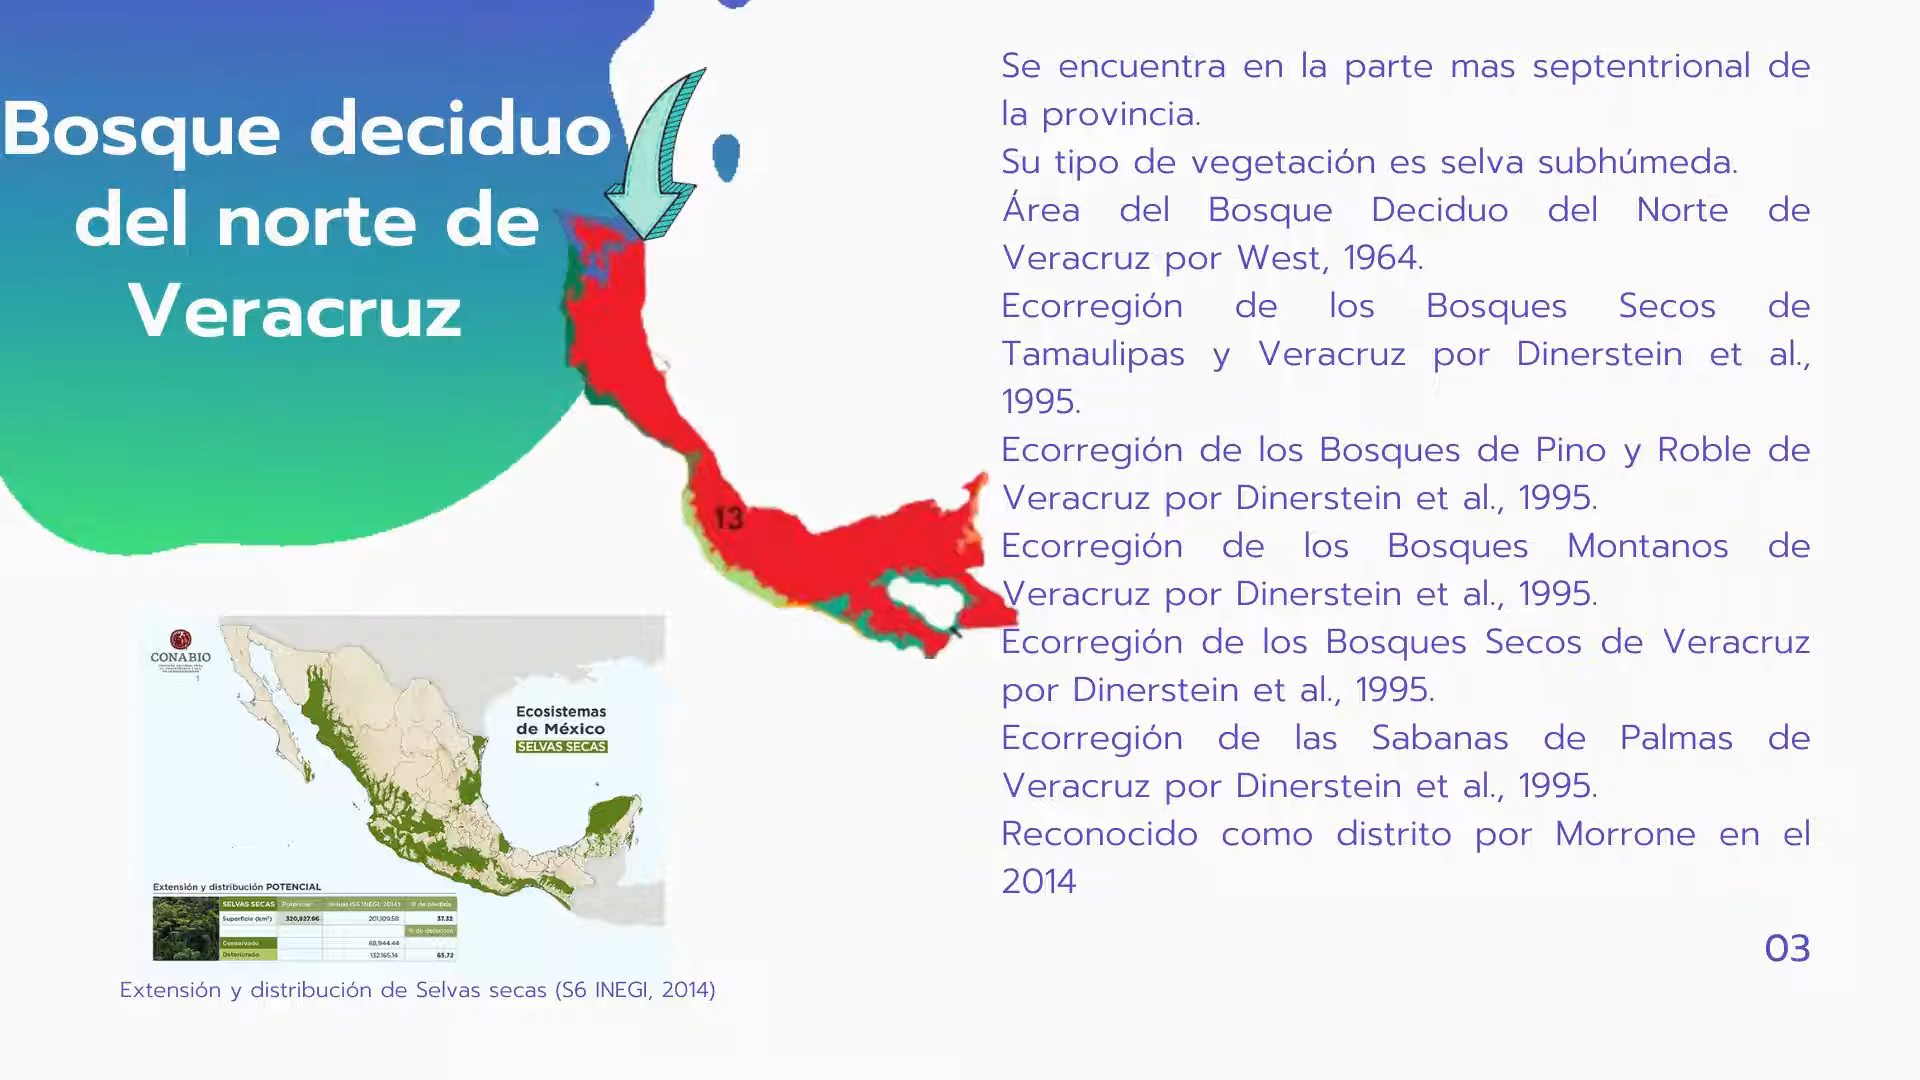 Bosque deciduo
del norte de
Veracruz
Se encuentra en la parte mas septentrional de
la provincia.
Su tipo de vegetación es selva subhúmeda.
Área del Bosque Deciduo del Norte de
Veracruz por West, 1964.
Ecorregión de los Bosques Secos de
Tamaulipas y Veracruz por Dinerstein et al.,
1995.
Ecorregión de los Bosques de Pino y Roble de
Veracruz por Dinerstein et al., 1995.
Ecorregión de los Bosques Montanos de
Veracruz por Dinerstein et al., 1995.
Ecorregión de los Bosques Secos de Veracruz
por Dinerstein et al., 1995.
Ecorregión de las Sabanas de Palmas de
Veracruz por Dinerstein et al., 1995.
Reconocido como distrito por Morrone en el
2014
03
13
CONABIO
Ecosistemas
de México
SELVAS SECAS
Extensión y distribución POTENCIAL
SELVAS SECAS Potencial % de pérdida
Superficie (km²) 320,827.96 201,109.58 37.32
Conservado 68,944.44
Deteriorado 132,165.14 65.72
Extensión y distribución de Selvas secas (S6 INEGI, 2014)